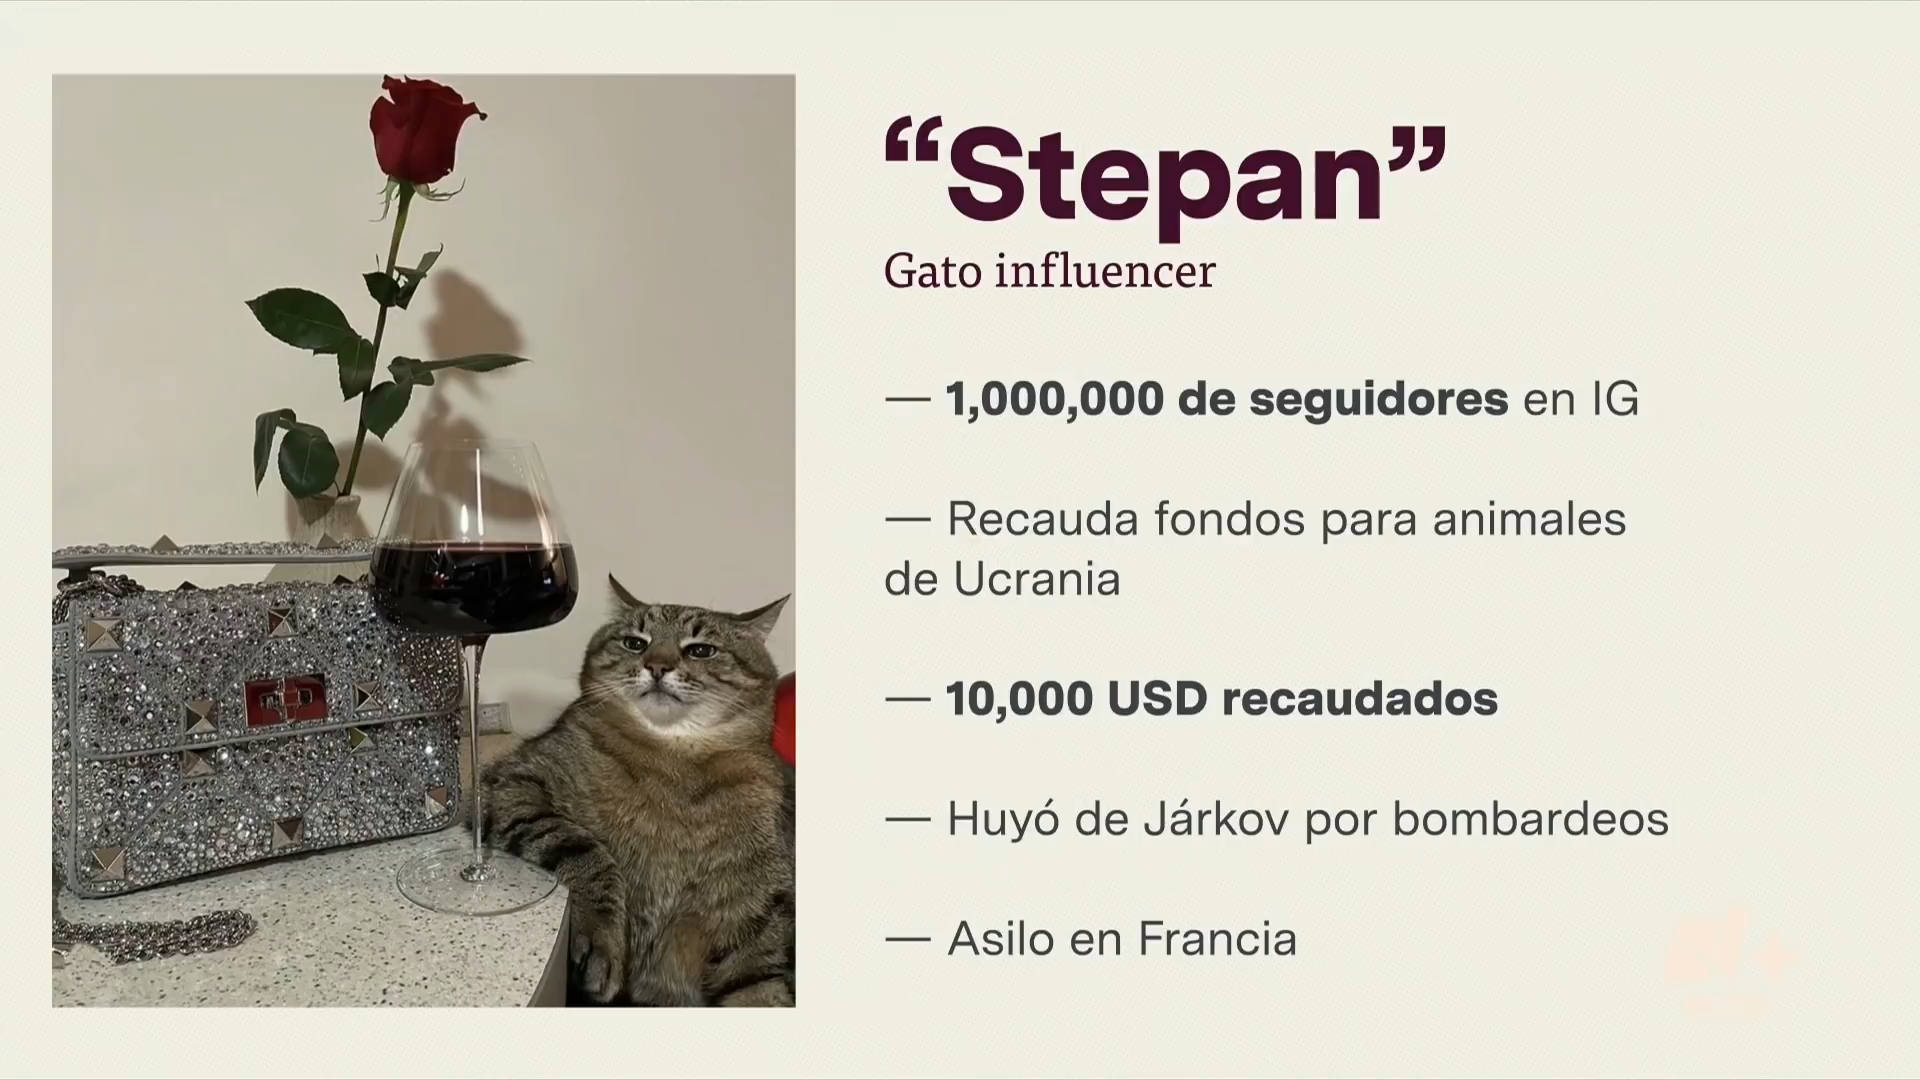 “Stepan”
Gato influencer
— 1,000,000 de seguidores en IG
— Recauda fondos para animales
de Ucrania
— 10,000 USD recaudados
— Huyó de Járkov por bombardeos
— Asilo en Francia